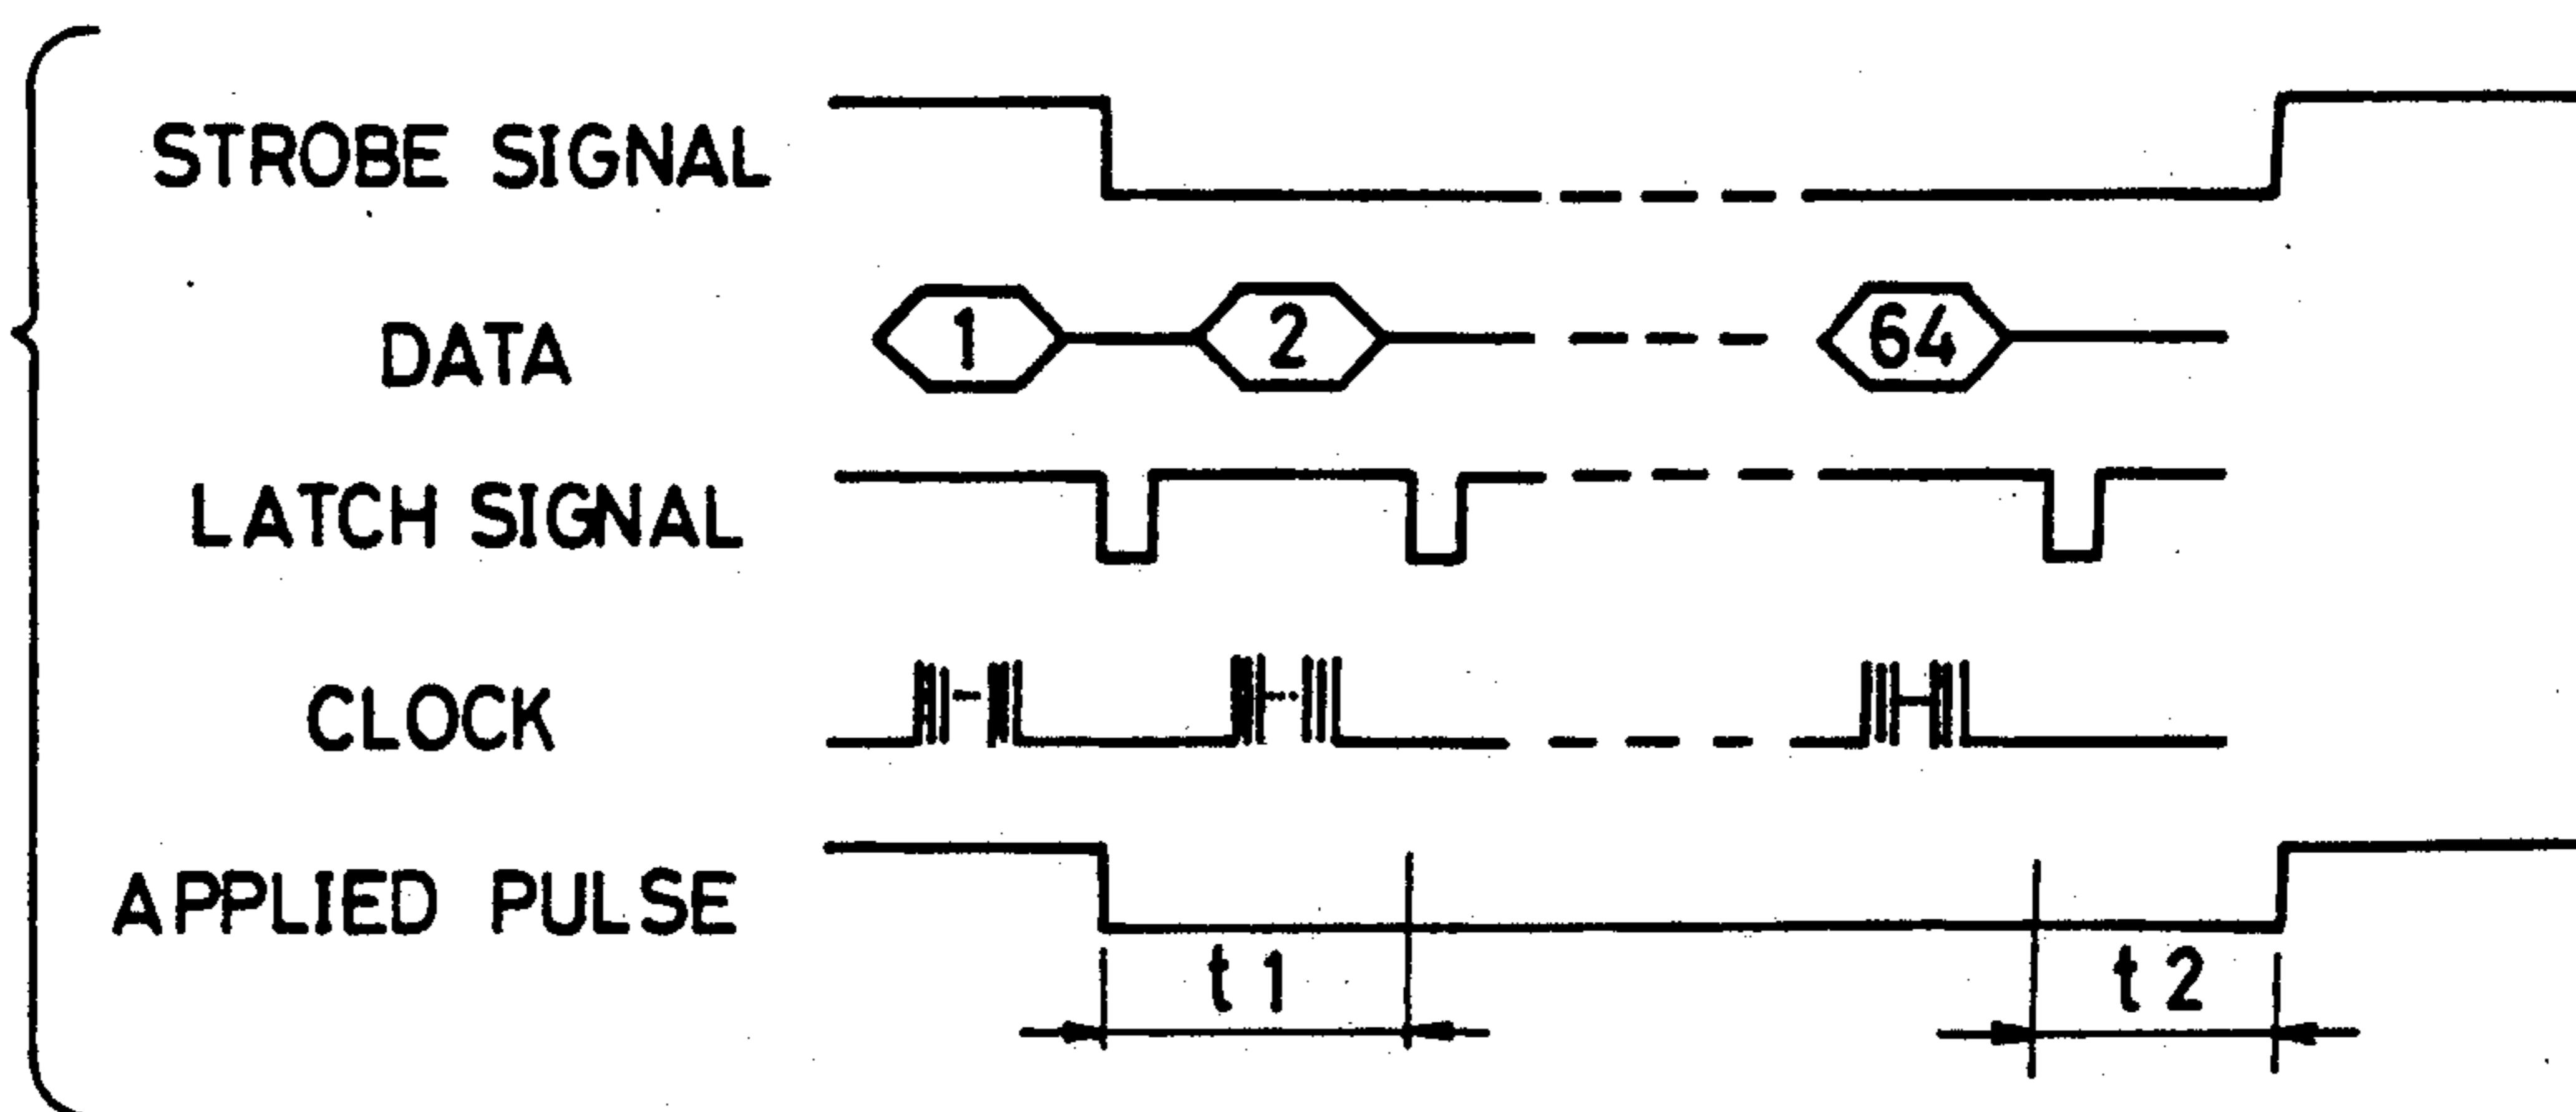 STROBE SIGNAL
DATA 1 2 64
LATCH SIGNAL
CLOCK
APPLIED PULSE
t1 t2